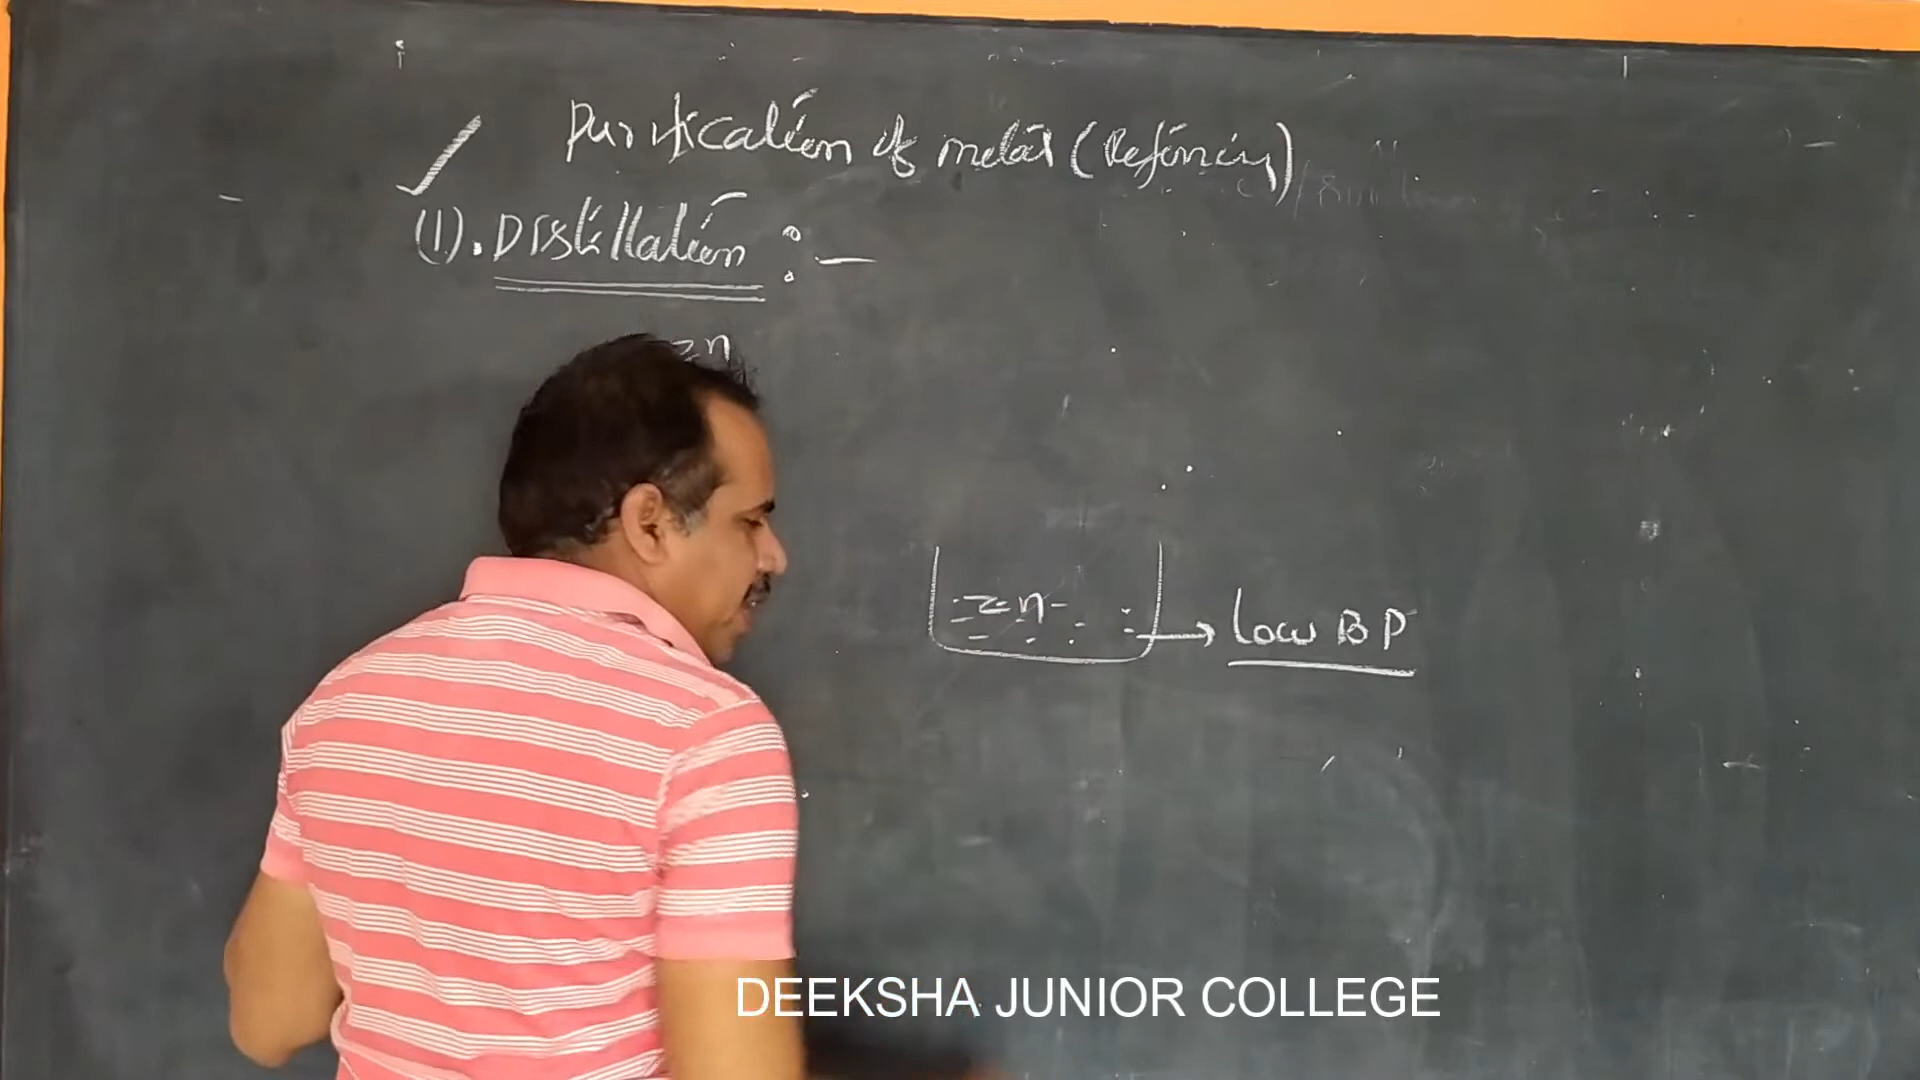 Purification of metal (Refining)
(1). Distillation :-
Zn
Zn
→ Low BP
DEEKSHA JUNIOR COLLEGE